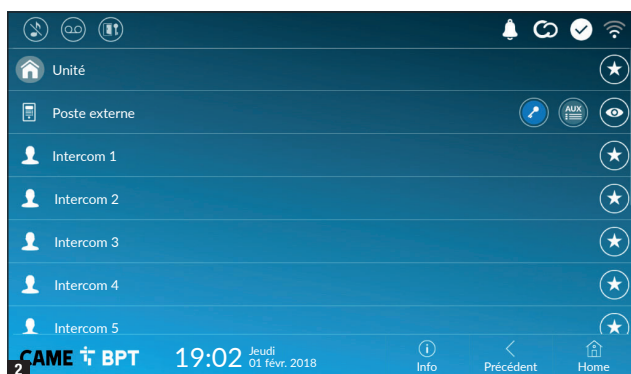 Unité
Poste externe
AUX
Intercom 1
Intercom 2
Intercom 3
Intercom 4
Intercom 5
2
CAME BPT
19:02
Jeudi
01 févr. 2018
Info
Précédent
Home